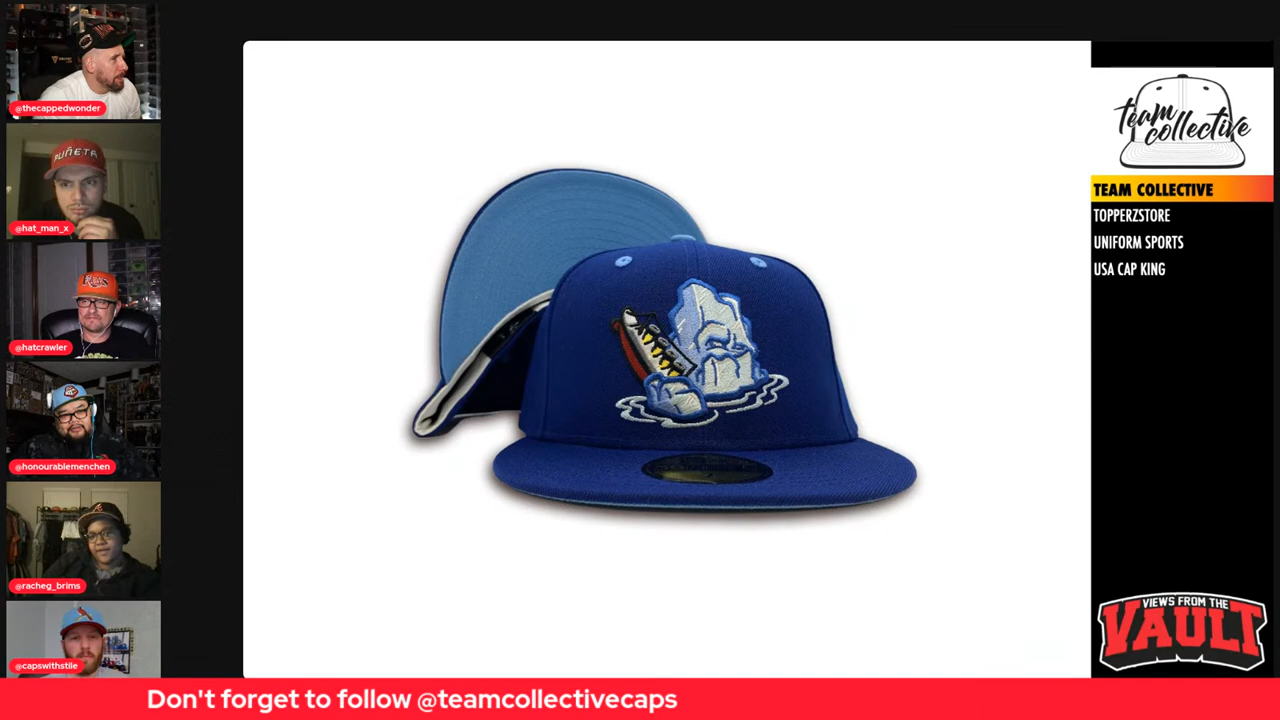 @thecappedwonder
PUÑETA
@hat_man_x
@hatcrawler
@honourablemenchen
@racheg_brims
@capswithstile
team
collective
TEAM COLLECTIVE
TOPPERZSTORE
UNIFORM SPORTS
USA CAP KING
VIEWS FROM THE
VAULT
Don't forget to follow @teamcollectivecaps